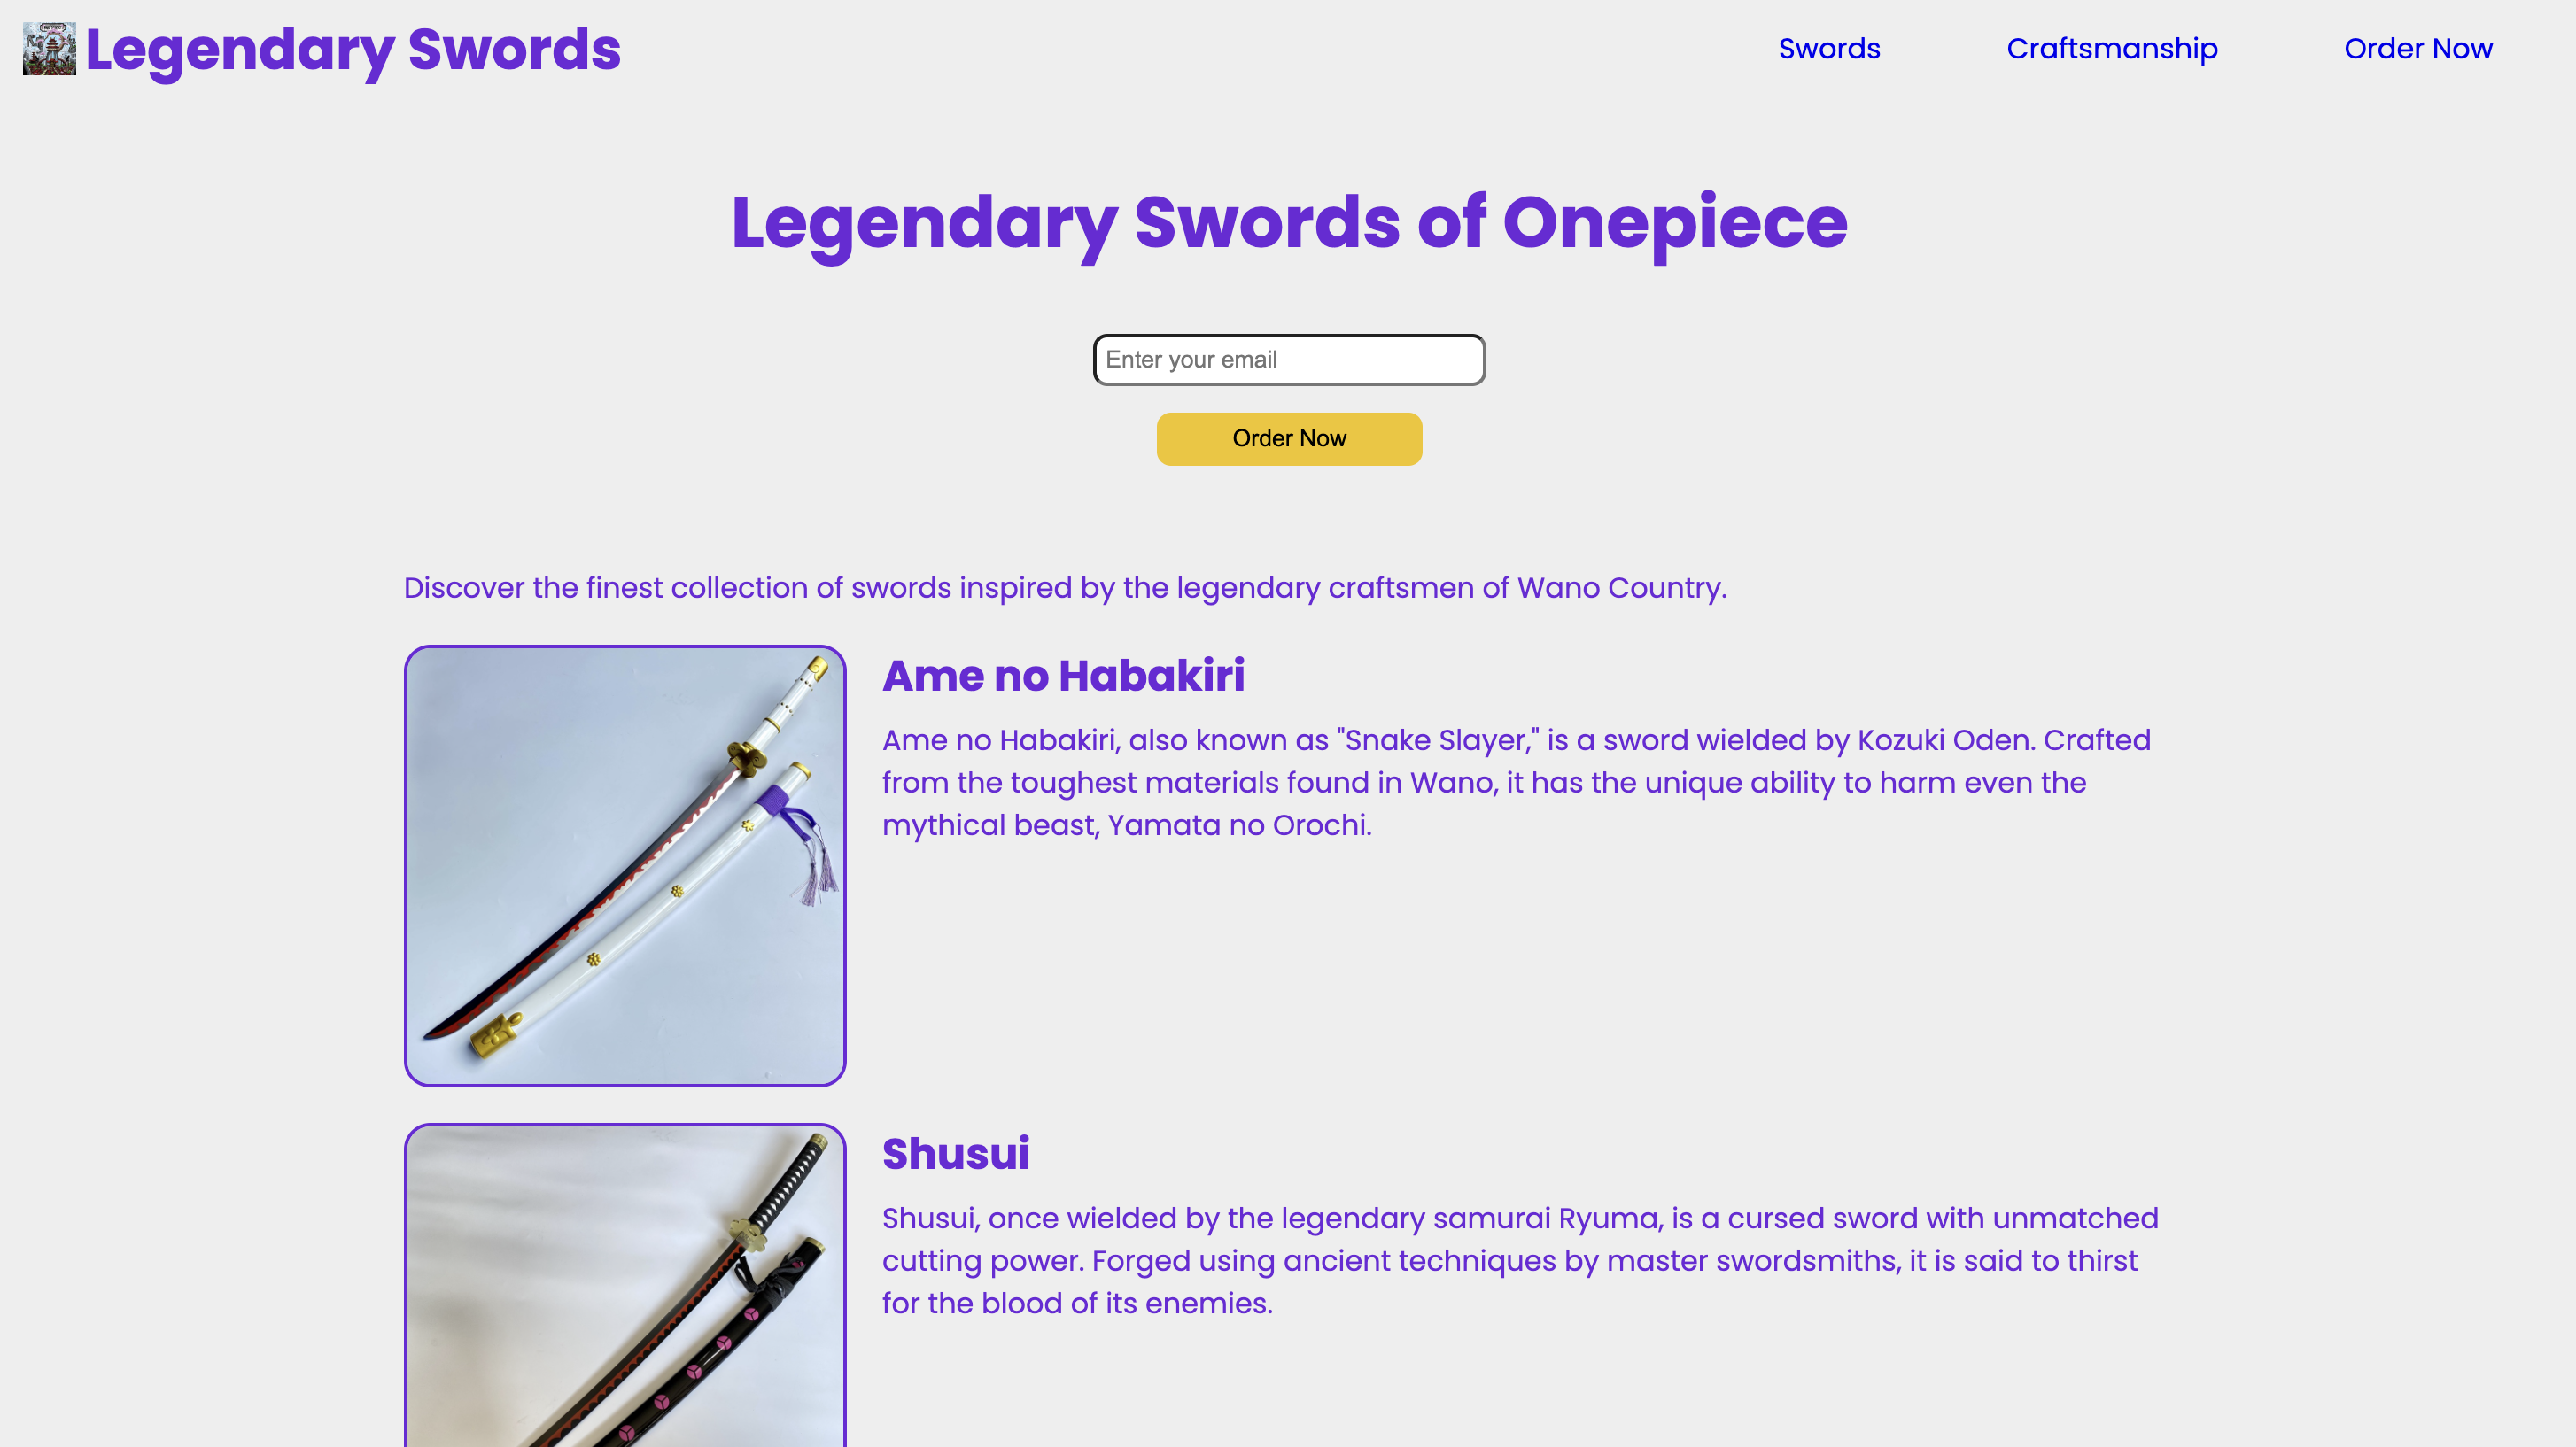 Legendary Swords
Swords
Craftsmanship
Order Now
Legendary Swords of Onepiece
Enter your email
Order Now
Discover the finest collection of swords inspired by the legendary craftsmen of Wano Country.
Ame no Habakiri
Ame no Habakiri, also known as "Snake Slayer," is a sword wielded by Kozuki Oden. Crafted
from the toughest materials found in Wano, it has the unique ability to harm even the
mythical beast, Yamata no Orochi.
Shusui
Shusui, once wielded by the legendary samurai Ryuma, is a cursed sword with unmatched
cutting power. Forged using ancient techniques by master swordsmiths, it is said to thirst
for the blood of its enemies.